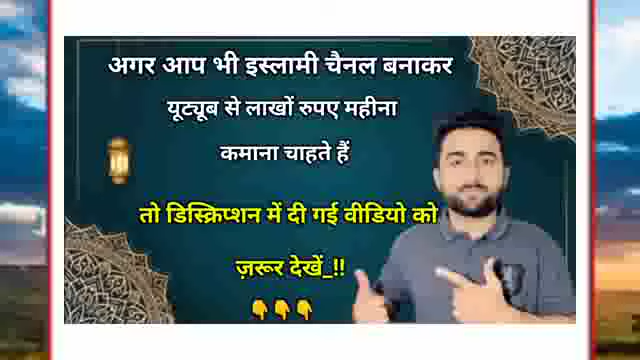 अगर आप भी इस्लामी चैनल बनाकर
यूट्यूब से लाखों रुपए महीना
कमाना चाहते हैं
तो डिस्क्रिप्शन में दी गई वीडियो को
ज़रूर देखें_!!
👇👇👇